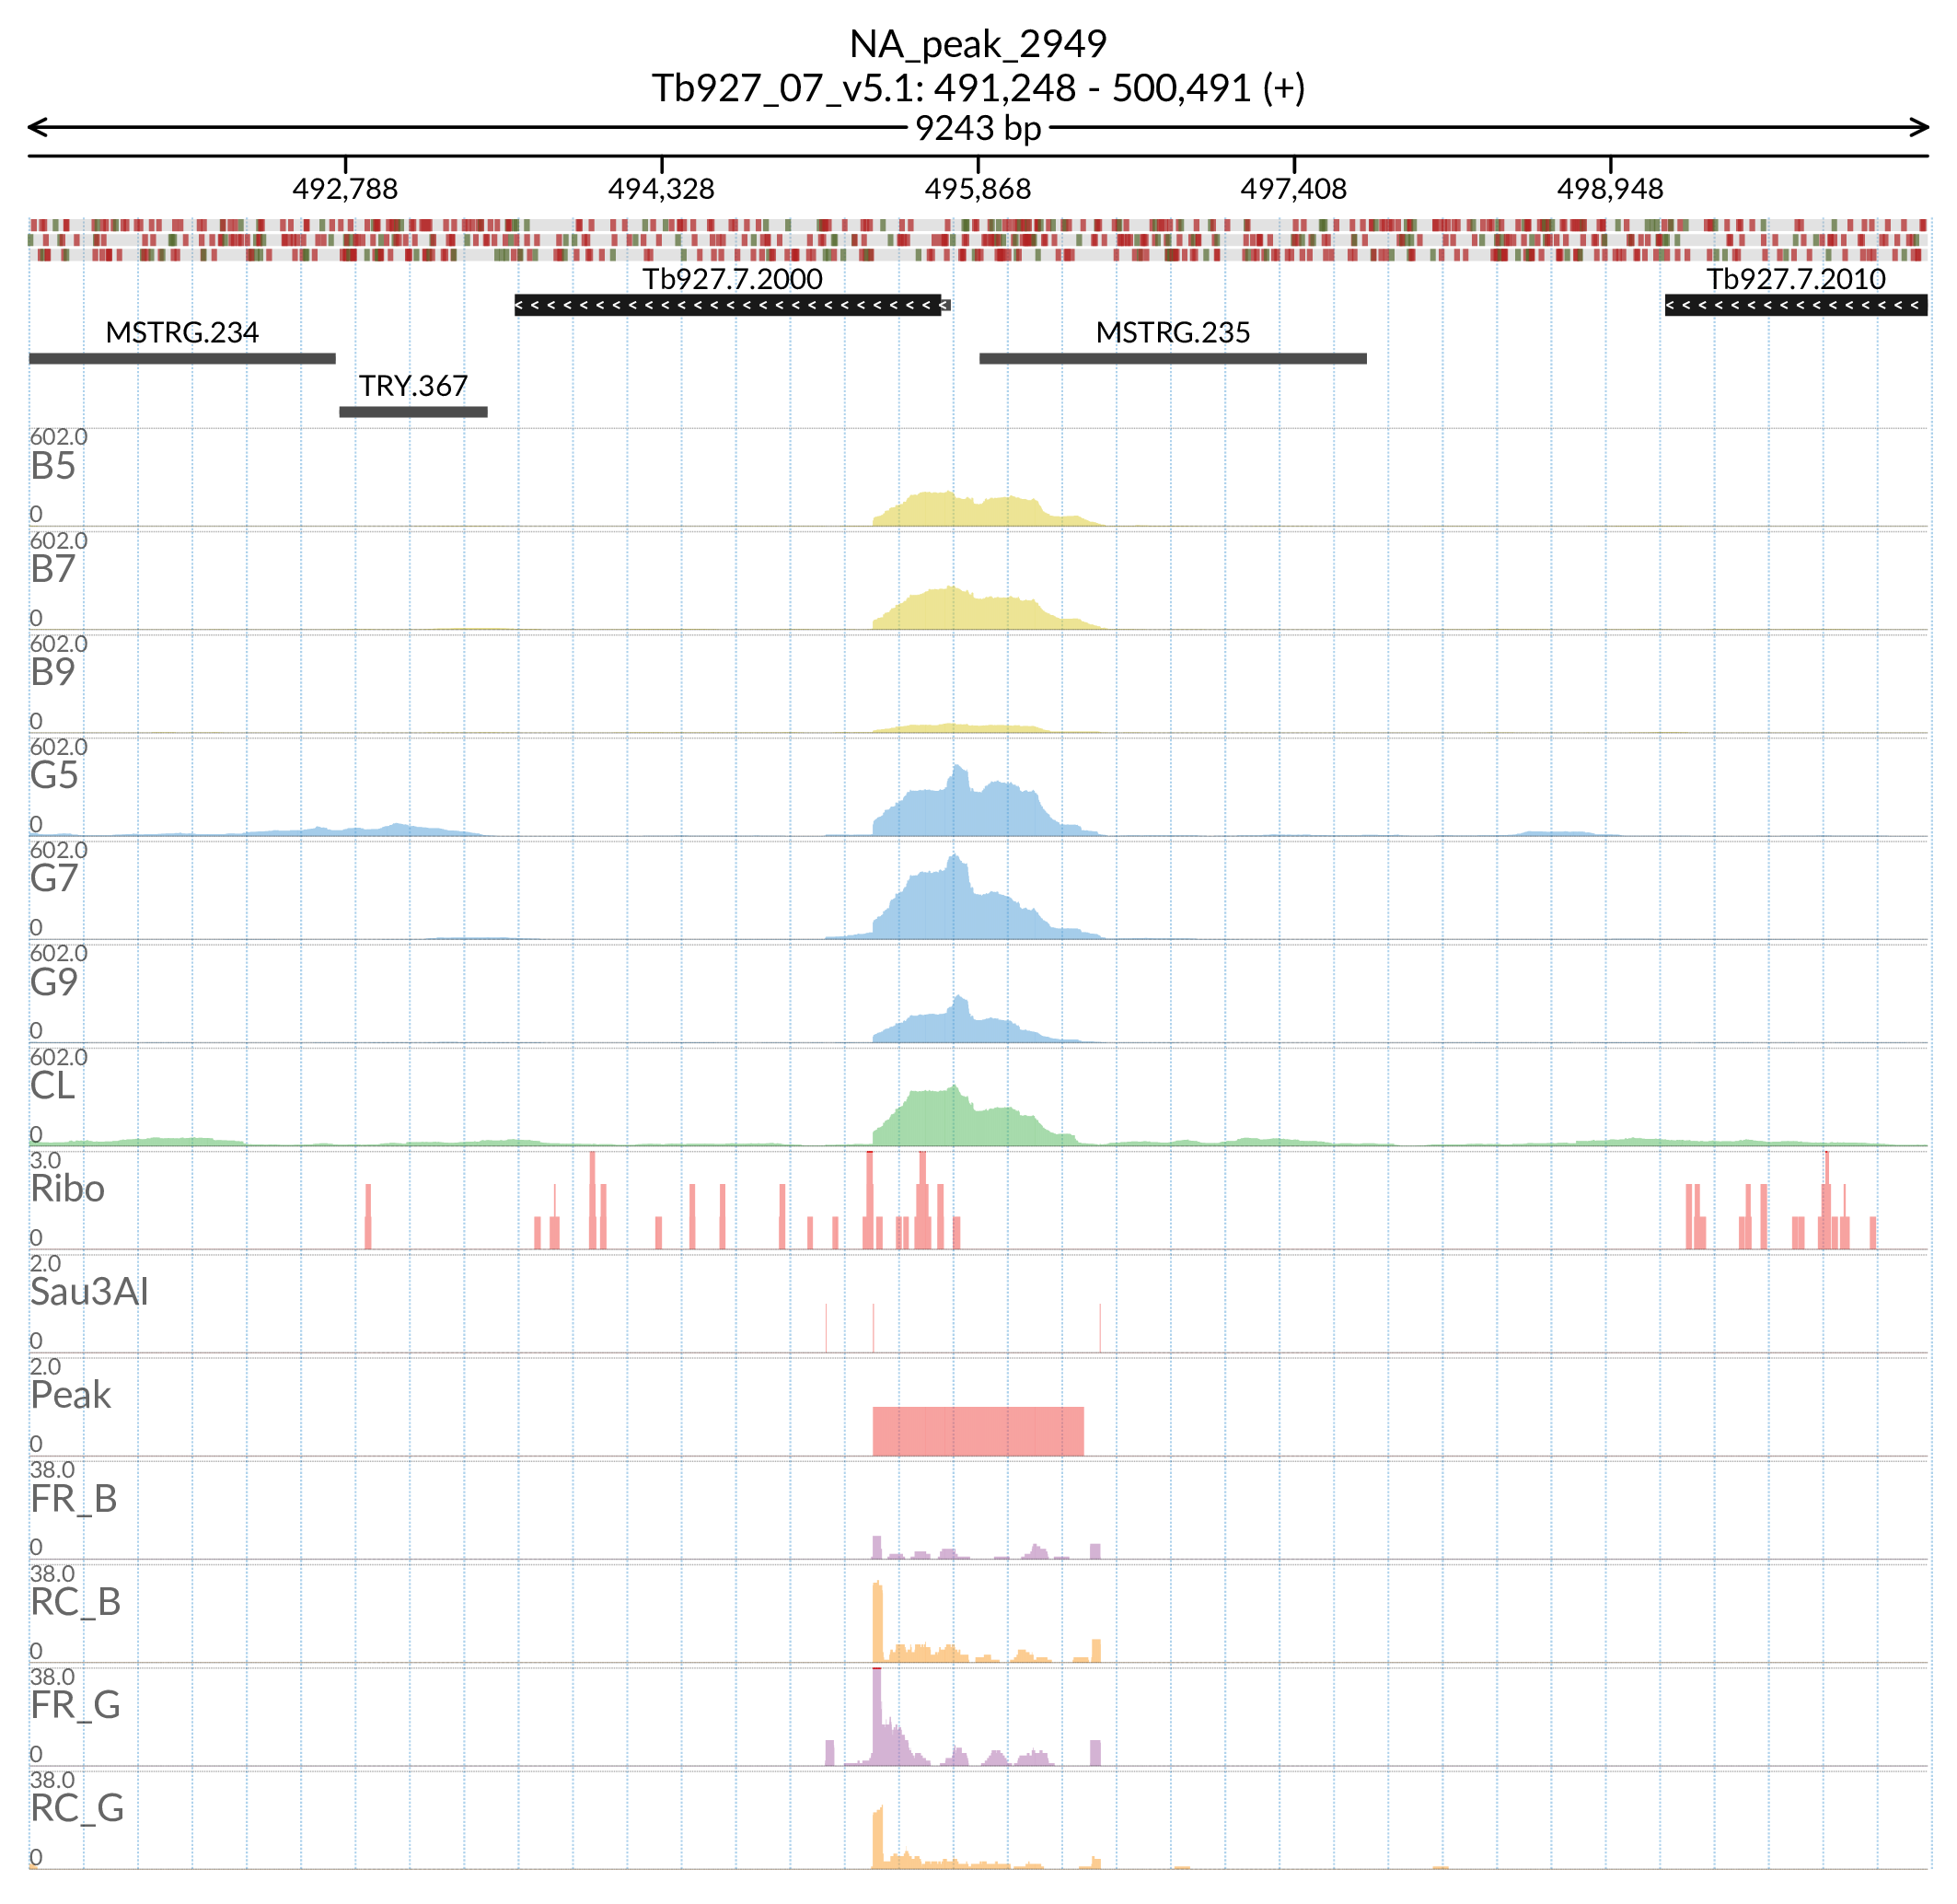 NA_peak_2949
Tb927_07_v5.1: 491,248 - 500,491 (+)
9243 bp
492,788 494,328 495,868 497,408 498,948
Tb927.7.2000 Tb927.7.2010
MSTRG.234 MSTRG.235
TRY.367
602.0
B5
0
602.0
B7
0
602.0
B9
0
602.0
G5
0
602.0
G7
0
602.0
G9
0
602.0
CL
0
3.0
Ribo
0
2.0
Sau3AI
0
2.0
Peak
0
38.0
FR_B
0
38.0
RC_B
0
38.0
FR_G
0
38.0
RC_G
0